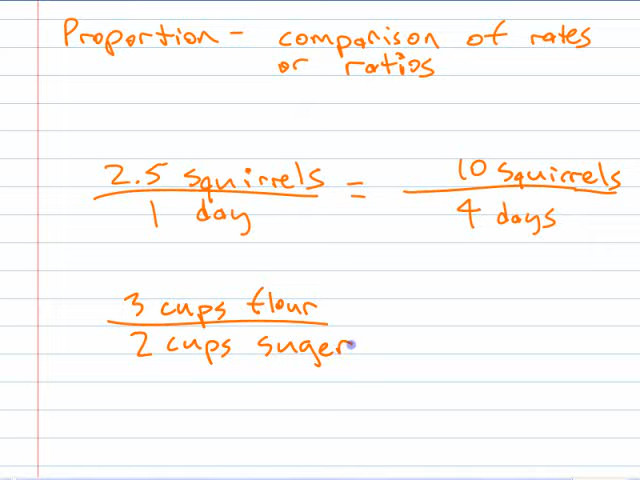 Proportion - comparison of rates
or ratios
2.5 squirrels = 10 squirrels
1 day 4 days
3 cups flour
2 cups suger